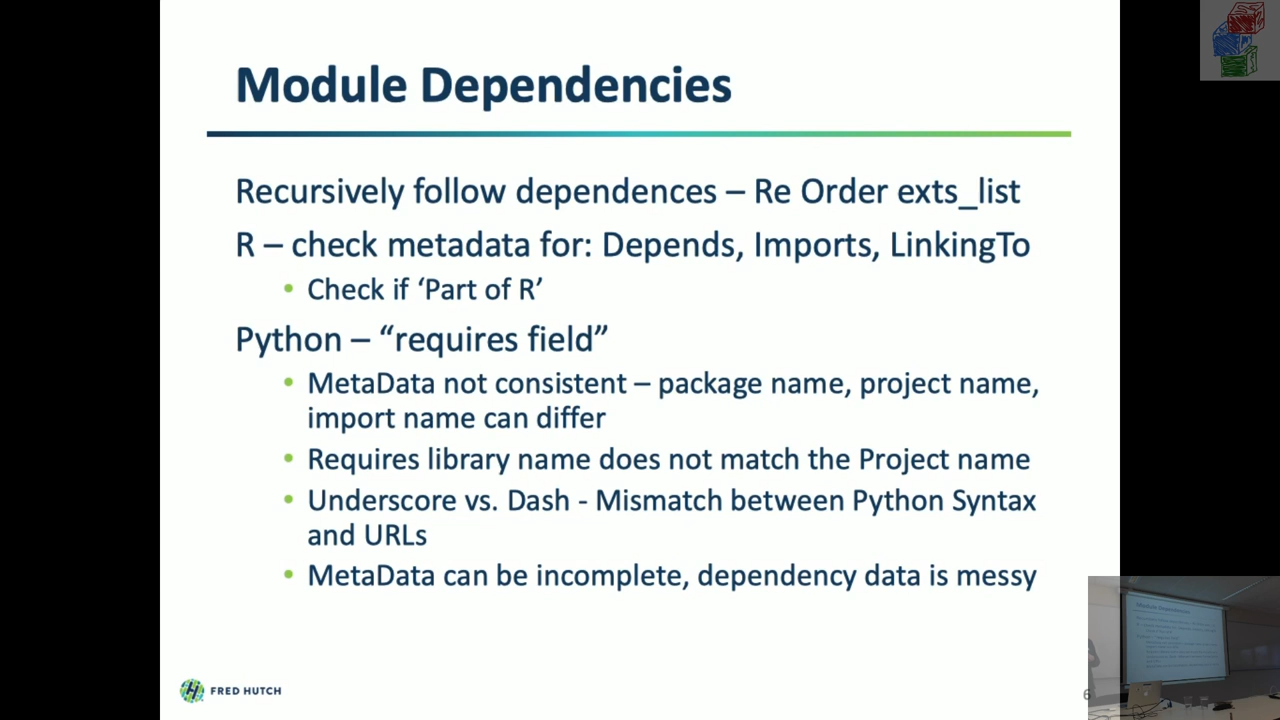 Module Dependencies
Recursively follow dependences – Re Order exts_list
R – check metadata for: Depends, Imports, LinkingTo
• Check if ‘Part of R’
Python – “requires field”
• MetaData not consistent – package name, project name,
import name can differ
• Requires library name does not match the Project name
• Underscore vs. Dash - Mismatch between Python Syntax
and URLs
• MetaData can be incomplete, dependency data is messy
FRED HUTCH
6
Module Dependencies